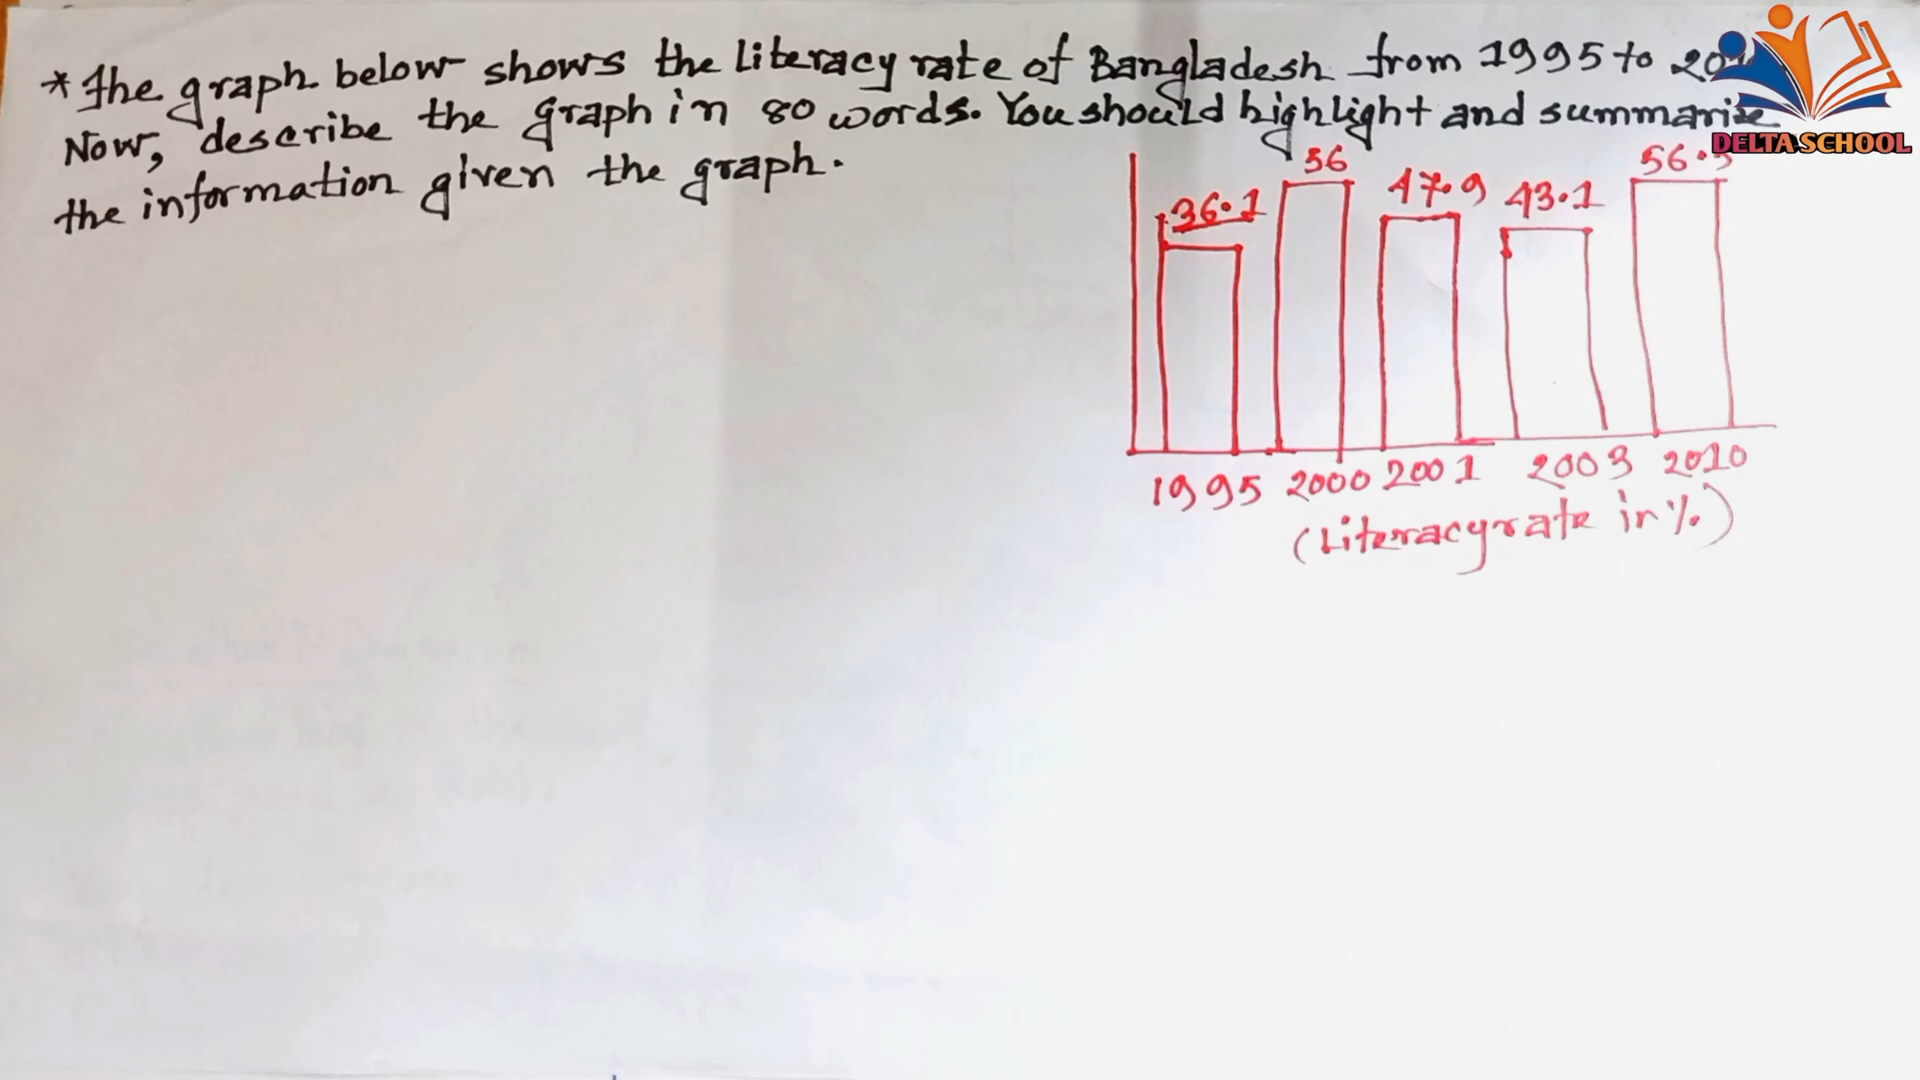 * The graph below shows the literacy rate of Bangladesh from 1995 to
Now, describe the graph in 80 words. You should highlight and summarize
the information given the graph.
DELTA SCHOOL
36.1 56 47.9 43.1
1995 2000 2001 2003 2010
(Literacy rate in %)